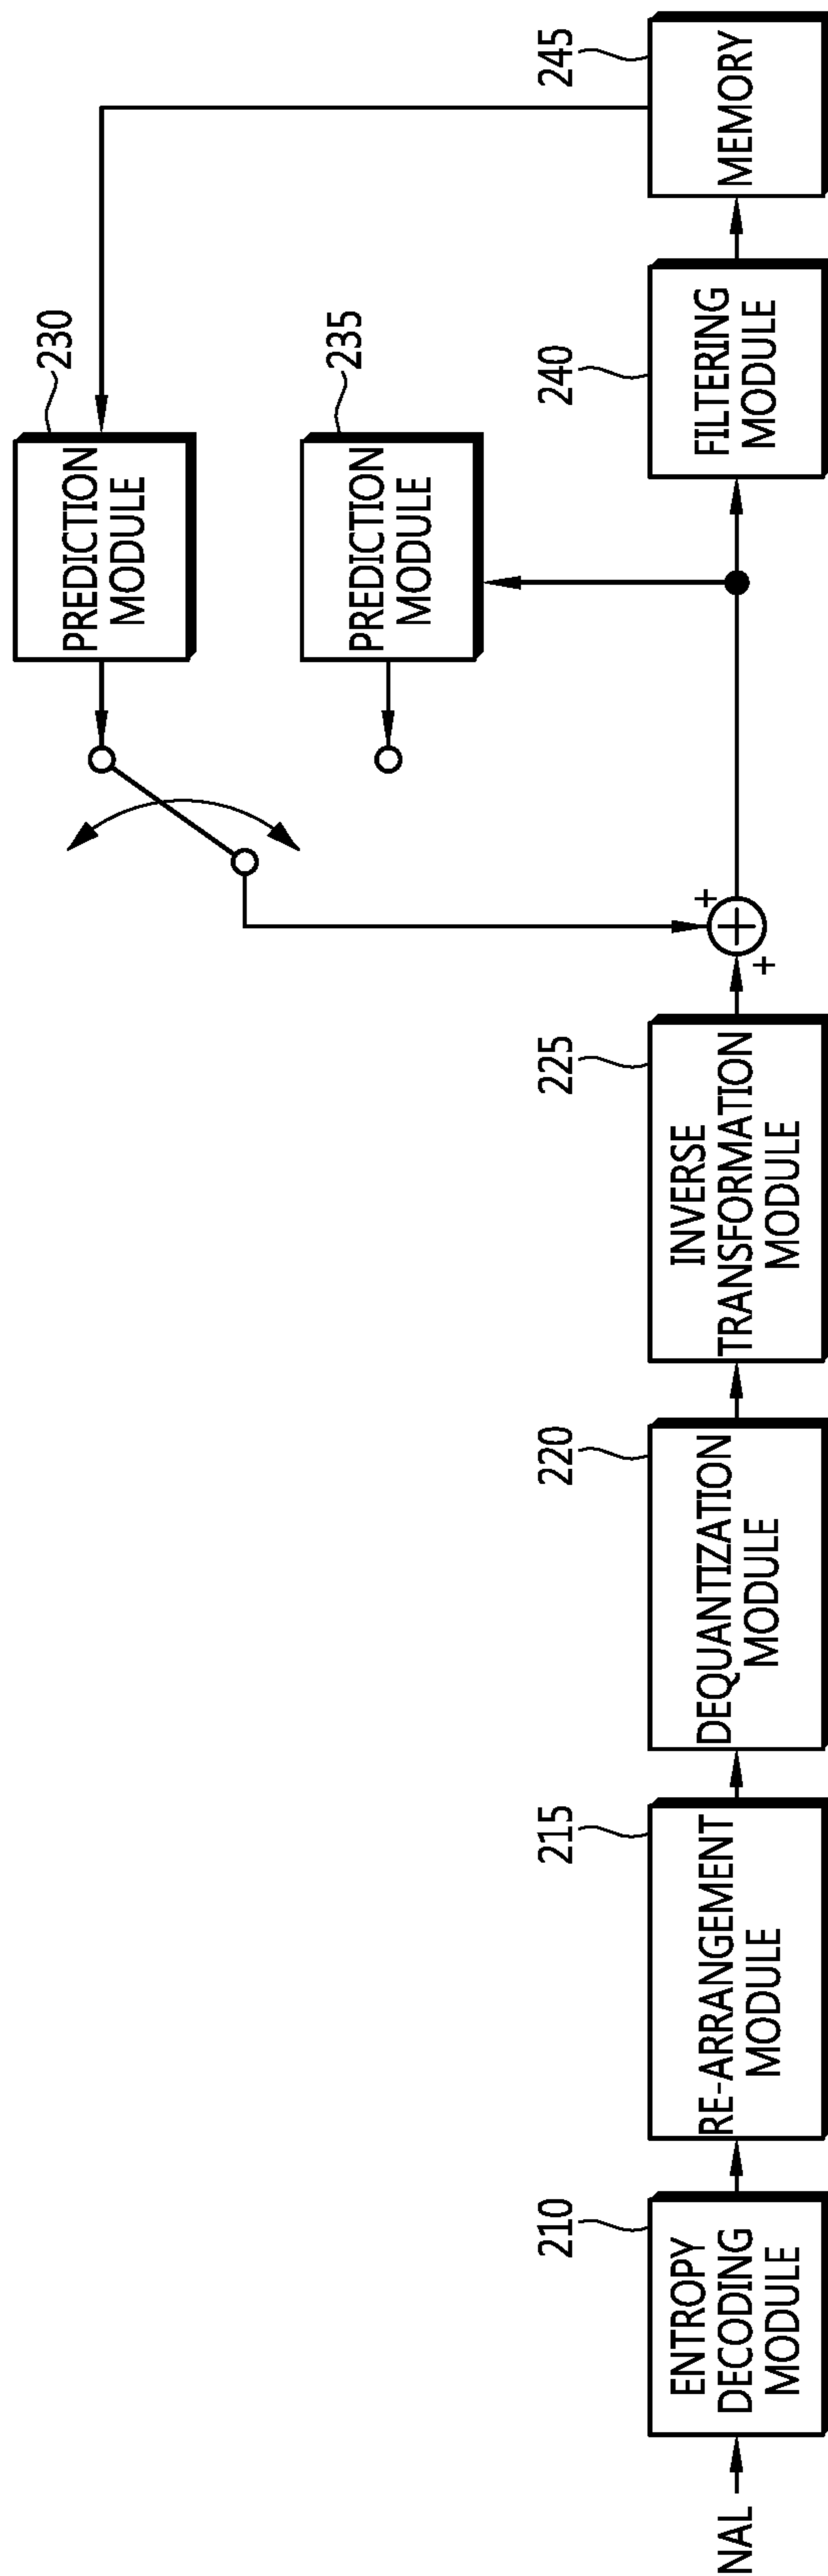 NAL
210
ENTROPY
DECODING
MODULE
215
RE-ARRANGEMENT
MODULE
220
DEQUANTIZATION
MODULE
225
INVERSE
TRANSFORMATION
MODULE
+
+
230
PREDICTION
MODULE
235
PREDICTION
MODULE
240
FILTERING
MODULE
245
MEMORY